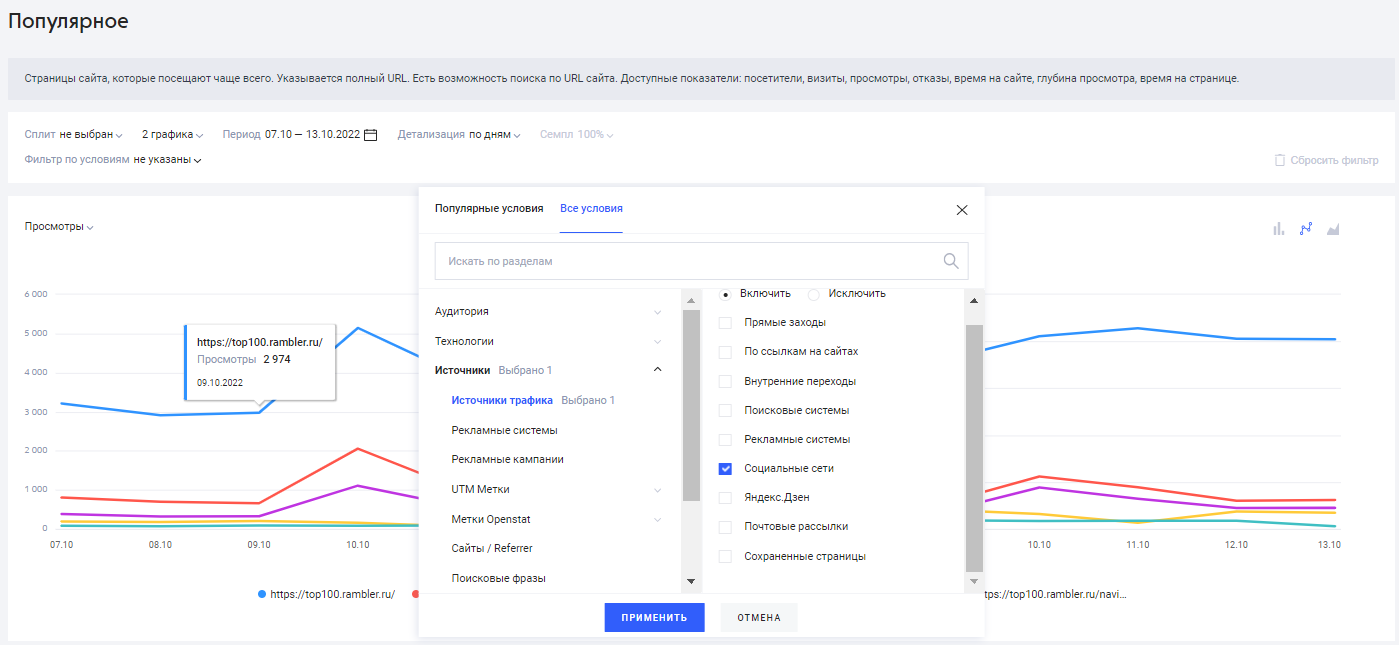 Популярное
Страницы сайта, которые посещают чаще всего. Указывается полный URL. Есть возможность поиска по URL сайта. Доступные показатели: посетители, визиты, просмотры, отказы, время на сайте, глубина просмотра, время на странице.
Сплит не выбран 2 графика Период 07.10 — 13.10.2022 Детализация по дням Семпл 100%
Фильтр по условиям не указаны Сбросить фильтр
Просмотры
6 000
5 000
4 000
3 000
2 000
1 000
0
07.10 08.10 09.10 10.10
https://top100.rambler.ru/
Просмотры 2 974
09.10.2022
https://top100.rambler.ru/
Популярные условия Все условия
Искать по разделам
Аудитория
Технологии
Источники Выбрано 1
Источники трафика Выбрано 1
Рекламные системы
Рекламные кампании
UTM Метки
Метки Openstat
Сайты / Referrer
Поисковые фразы
Включить Исключить
Прямые заходы
По ссылкам на сайтах
Внутренние переходы
Поисковые системы
Рекламные системы
Социальные сети
Яндекс.Дзен
Почтовые рассылки
Сохраненные страницы
ПРИМЕНИТЬ ОТМЕНА
10.10 11.10 12.10 13.10
tps://top100.rambler.ru/navi...